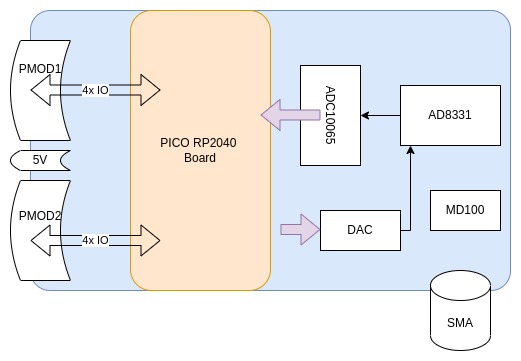 PMOD1
4x IO
5V
PMOD2
4x IO
PICO RP2040
Board
ADC10065
AD8331
DAC
MD100
SMA